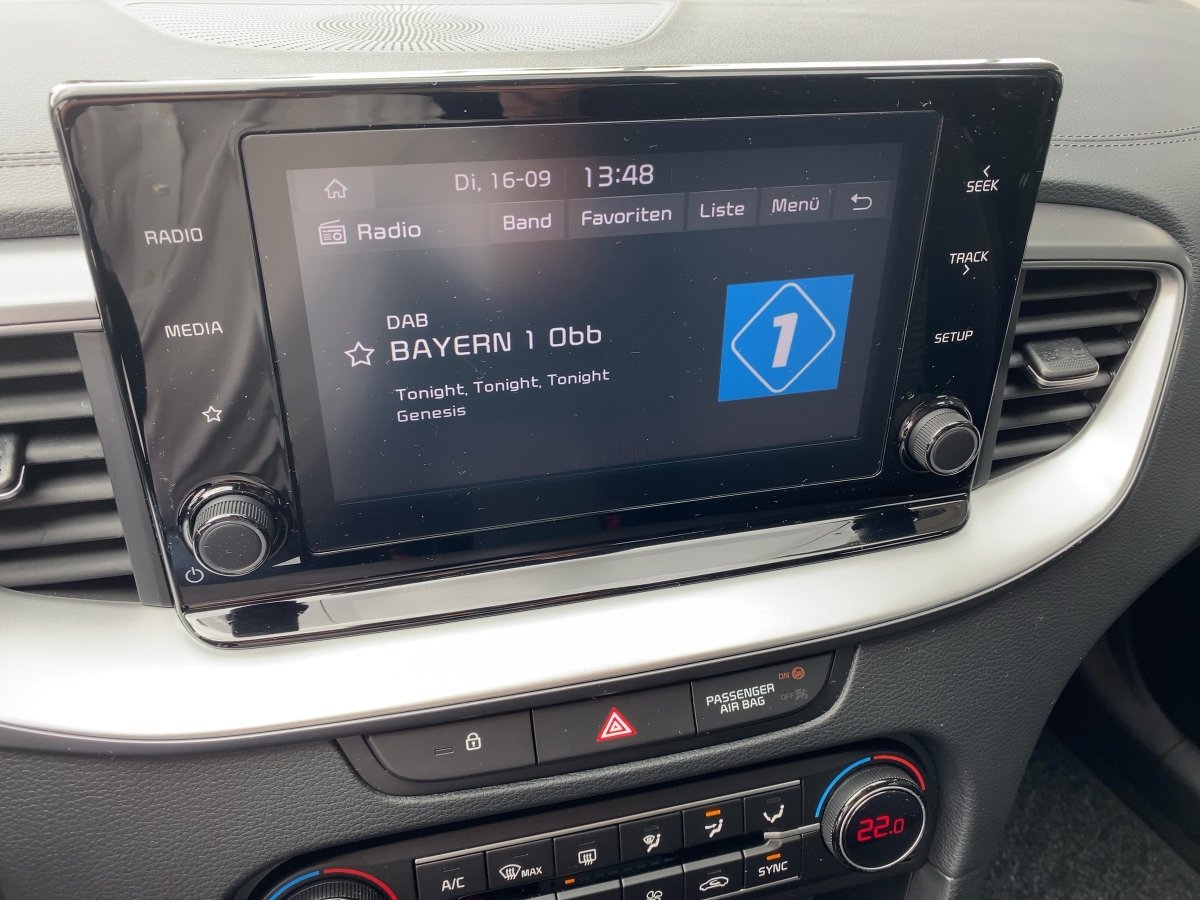 Di, 16-09 13:48
Radio Band Favoriten Liste Menü
DAB
BAYERN 1 Obb
Tonight, Tonight, Tonight
Genesis
1
RADIO
MEDIA
SEEK
TRACK
SETUP
PASSENGER
AIR BAG
ON
OFF
A/C
MAX
SYNC
22.0